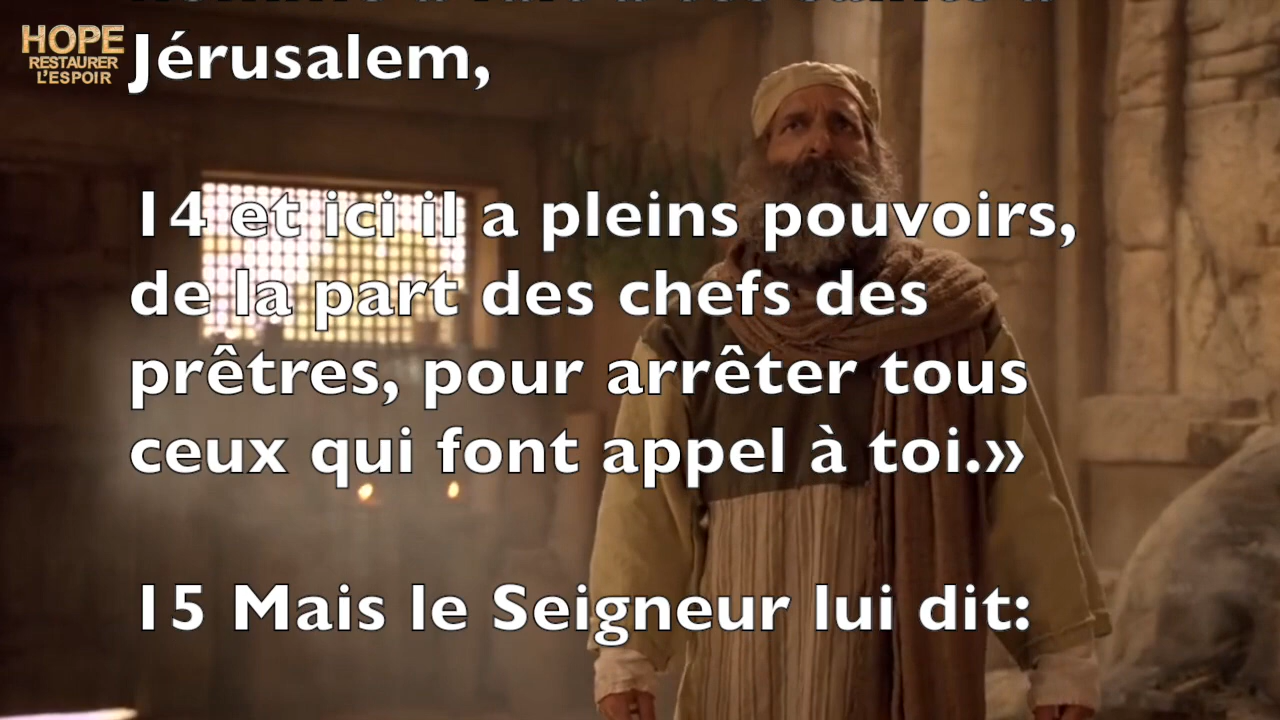 HOPE
RESTAURER
L'ESPOIR
Jérusalem,
14 et ici il a pleins pouvoirs,
de la part des chefs des
prêtres, pour arrêter tous
ceux qui font appel à toi.»
15 Mais le Seigneur lui dit: